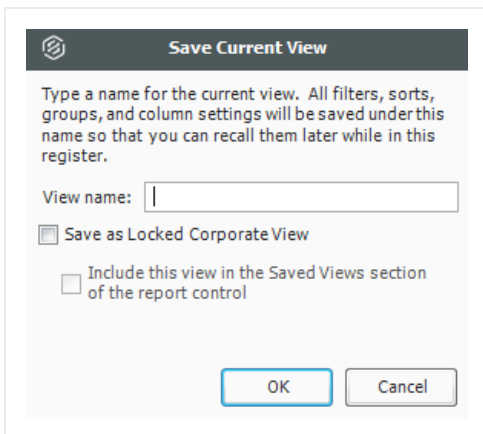 Save Current View
Type a name for the current view.  All filters, sorts,
groups, and column settings will be saved under this
name so that you can recall them later while in this
register.
View name:
Save as Locked Corporate View
Include this view in the Saved Views section
of the report control
OK Cancel